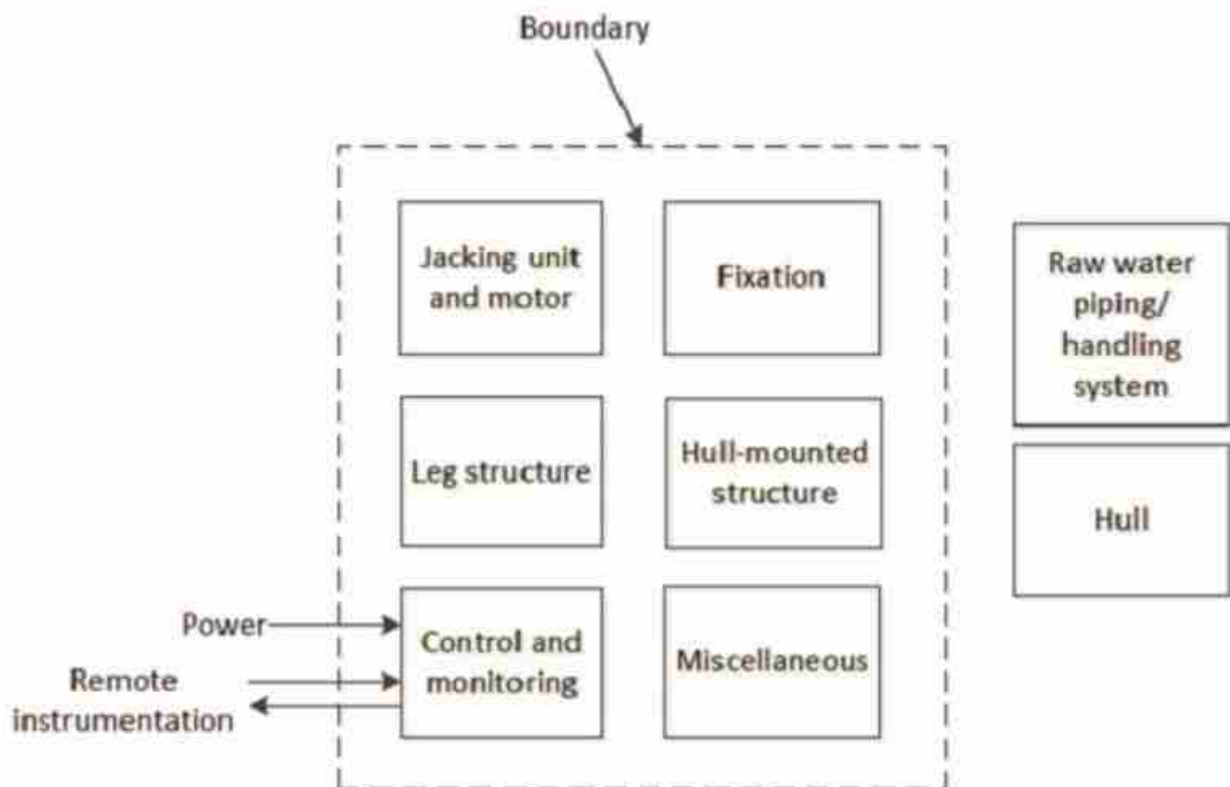 Boundary
Jacking unit
and motor
Fixation
Raw water
piping/
handling
system
Leg structure
Hull-mounted
structure
Hull
Power
Control and
monitoring
Miscellaneous
Remote
instrumentation